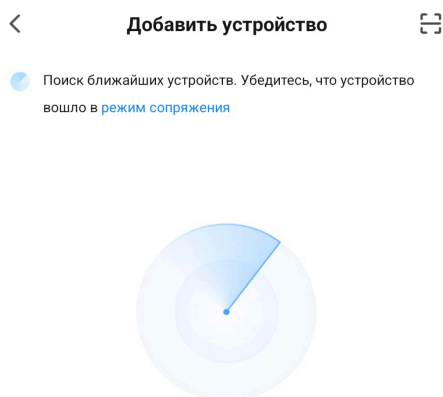 Добавить устройство
Поиск ближайших устройств. Убедитесь, что устройство
вошло в режим сопряжения